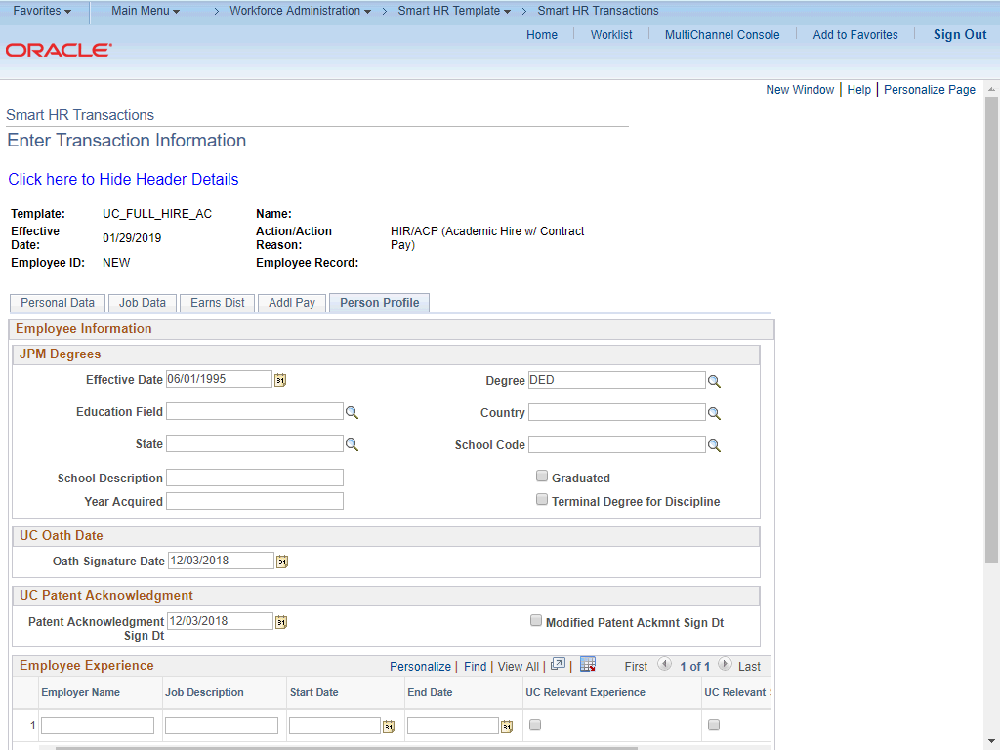 Favorites Main Menu > Workforce Administration > Smart HR Template > Smart HR Transactions
Home Worklist MultiChannel Console Add to Favorites Sign Out
ORACLE
New Window | Help | Personalize Page
Smart HR Transactions
Enter Transaction Information
Click here to Hide Header Details
Template: UC_FULL_HIRE_AC Name:
Effective Date: 01/29/2019 Action/Action Reason: HIR/ACP (Academic Hire w/ Contract Pay)
Employee ID: NEW Employee Record:
Personal Data Job Data Earns Dist Addl Pay Person Profile
Employee Information
JPM Degrees
Effective Date 06/01/1995 Degree DED
Education Field Country
State School Code
School Description Graduated
Year Acquired Terminal Degree for Discipline
UC Oath Date
Oath Signature Date 12/03/2018
UC Patent Acknowledgment
Patent Acknowledgment Sign Dt 12/03/2018 Modified Patent Ackmnt Sign Dt
Employee Experience Personalize | Find | View All | | First 1 of 1 Last
Employer Name Job Description Start Date End Date UC Relevant Experience UC Relevant
1